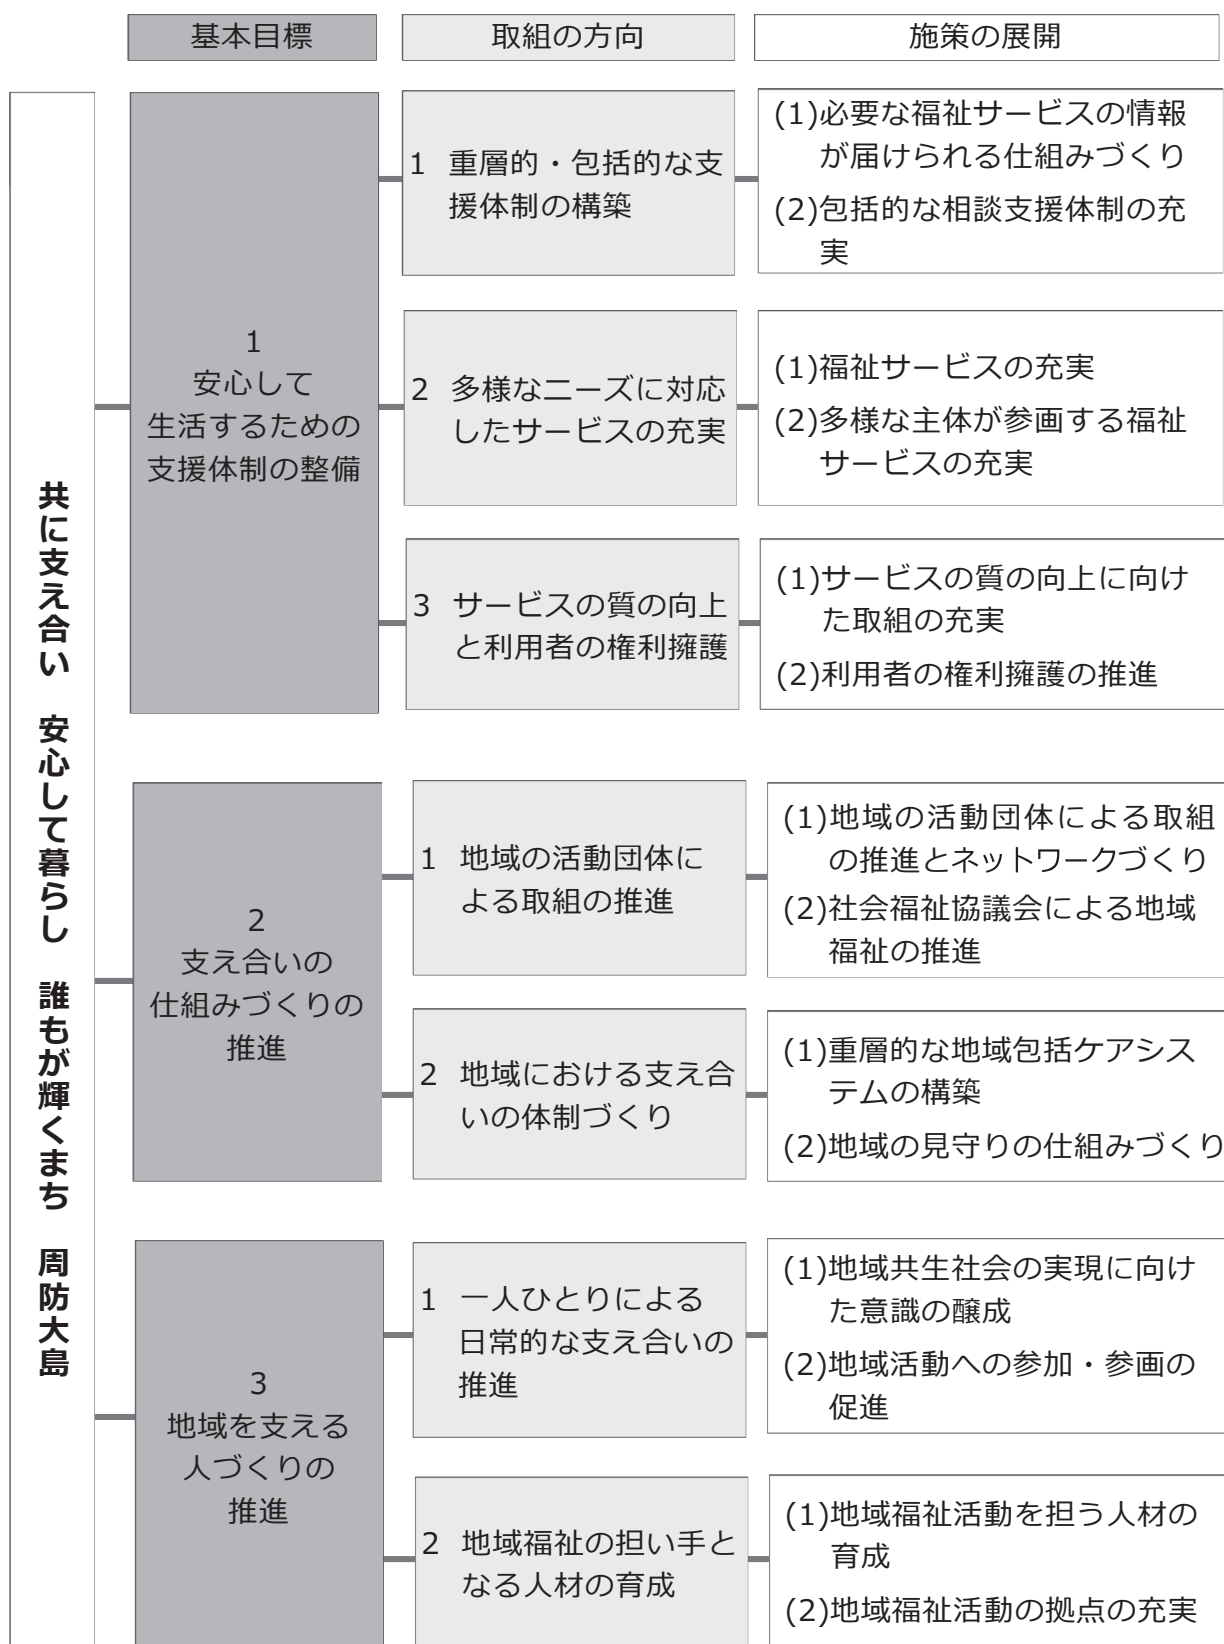 基本目標
取組の方向
施策の展開
共に支え合い　安心して暮らし　誰もが輝くまち　周防大島
1
安心して
生活するための
支援体制の整備
1 重層的・包括的な支
援体制の構築
(1)必要な福祉サービスの情報
が届けられる仕組みづくり
(2)包括的な相談支援体制の充
実
2 多様なニーズに対応
したサービスの充実
(1)福祉サービスの充実
(2)多様な主体が参画する福祉
サービスの充実
3 サービスの質の向上
と利用者の権利擁護
(1)サービスの質の向上に向け
た取組の充実
(2)利用者の権利擁護の推進
2
支え合いの
仕組みづくりの
推進
1 地域の活動団体に
よる取組の推進
(1)地域の活動団体による取組
の推進とネットワークづくり
(2)社会福祉協議会による地域
福祉の推進
2 地域における支え合
いの体制づくり
(1)重層的な地域包括ケアシス
テムの構築
(2)地域の見守りの仕組みづくり
3
地域を支える
人づくりの
推進
1 一人ひとりによる
日常的な支え合いの
推進
(1)地域共生社会の実現に向け
た意識の醸成
(2)地域活動への参加・参画の
促進
2 地域福祉の担い手と
なる人材の育成
(1)地域福祉活動を担う人材の
育成
(2)地域福祉活動の拠点の充実